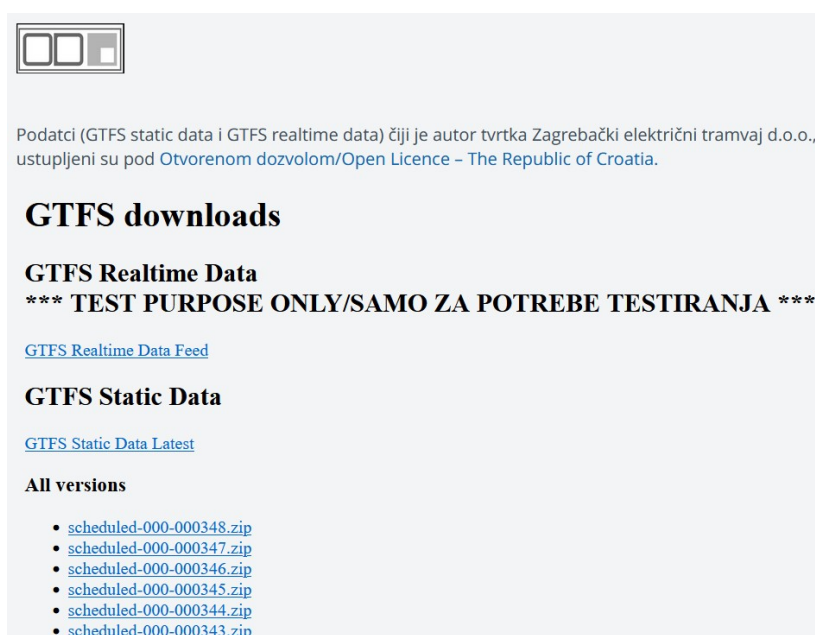 Podatci (GTFS static data i GTFS realtime data) čiji je autor tvrtka Zagrebački električni tramvaj d.o.o.,
ustupljeni su pod Otvorenom dozvolom/Open Licence – The Republic of Croatia.
GTFS downloads
GTFS Realtime Data
*** TEST PURPOSE ONLY/SAMO ZA POTREBE TESTIRANJA ***
GTFS Realtime Data Feed
GTFS Static Data
GTFS Static Data Latest
All versions
• scheduled-000-000348.zip
• scheduled-000-000347.zip
• scheduled-000-000346.zip
• scheduled-000-000345.zip
• scheduled-000-000344.zip
• scheduled-000-000343.zip